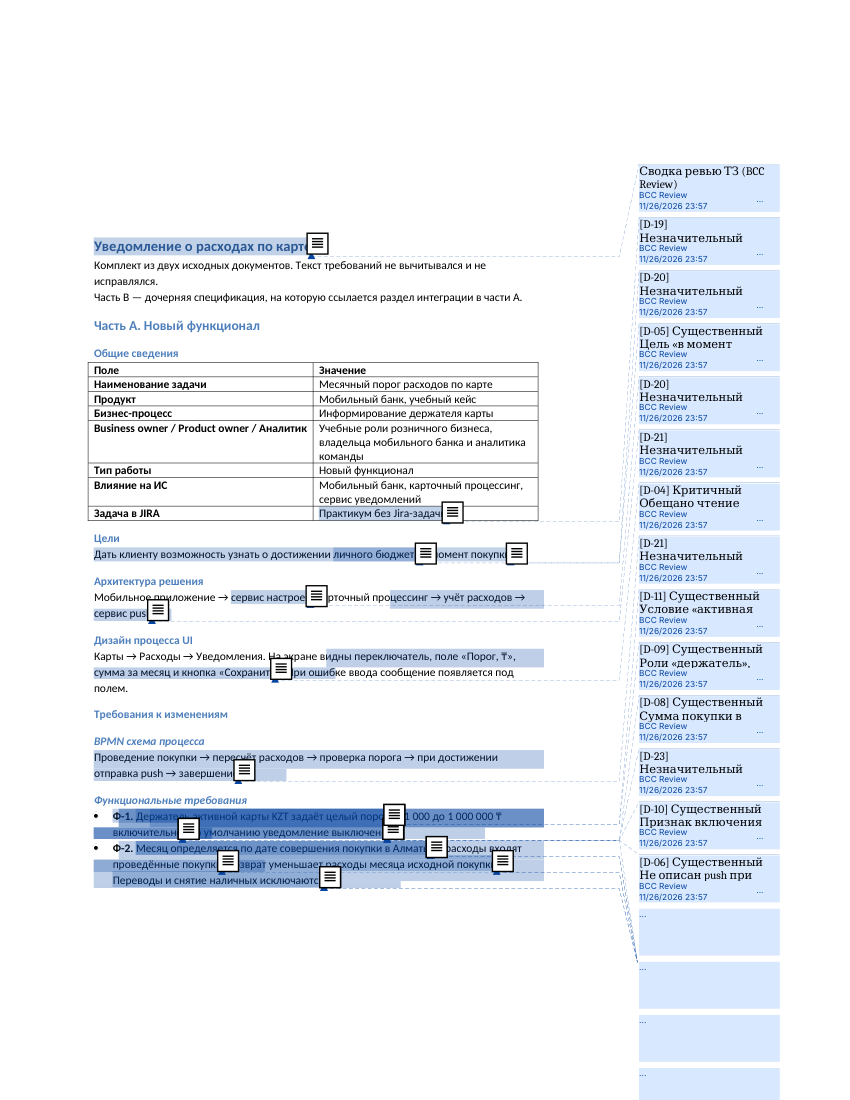 Уведомление о расходах по карте
Комплект из двух исходных документов. Текст требований не вычитывался и не
исправлялся.
Часть B — дочерняя спецификация, на которую ссылается раздел интеграции в части А.
Часть А. Новый функционал
Общие сведения
Поле Значение
Наименование задачи Месячный порог расходов по карте
Продукт Мобильный банк, учебный кейс
Бизнес-процесс Информирование держателя карты
Business owner / Product owner / Аналитик Учебные роли розничного бизнеса,
владельца мобильного банка и аналитика
команды
Тип работы Новый функционал
Влияние на ИС Мобильный банк, карточный процессинг,
сервис уведомлений
Задача в JIRA Практикум без Jira-задачи
Цели
Дать клиенту возможность узнать о достижении личного бюджета покупки
Архитектура решения
Мобильное приложение → сервис процессинг → учёт расходов →
сервис
Дизайн процесса UI
Карты → Расходы → Уведомления. На экране видны переключатель, поле «Порог, ₸»,
сумма за месяц и кнопка «Сохранить ошибке ввода сообщение появляется под
полем.
Требования к изменениям
BPMN схема процесса
Проведение покупки → пересчёт расходов → проверка порога → при достижении
отправка push →
Функциональные требования
• Ф-1. Держатель активной карты KZT задаёт целый 1 000 до 1 000 000 ₸
включительно умолчанию уведомление
• Ф-2. Месяц определяется по дате совершения покупки в расходы входят
проведённые уменьшает расходы месяца исходной
Переводы и снятие наличных исключаются
Сводка ревью ТЗ (BCC
Review)
BCC Review
11/26/2026 23:57 ...
[D-19]
Незначительный
BCC Review
11/26/2026 23:57 ...
[D-20]
Незначительный
BCC Review
11/26/2026 23:57 ...
[D-05] Существенный
Цель «в момент
BCC Review
11/26/2026 23:57 ...
[D-20]
Незначительный
BCC Review
11/26/2026 23:57 ...
[D-21]
Незначительный
BCC Review
11/26/2026 23:57 ...
[D-04] Критичный
Обещано чтение
BCC Review
11/26/2026 23:57 ...
[D-21]
Незначительный
BCC Review
11/26/2026 23:57 ...
[D-11] Существенный
Условие «активная
BCC Review
11/26/2026 23:57 ...
[D-09] Существенный
Роли «держатель»,
BCC Review
11/26/2026 23:57 ...
[D-08] Существенный
Сумма покупки в
BCC Review
11/26/2026 23:57 ...
[D-23]
Незначительный
BCC Review
11/26/2026 23:57 ...
[D-10] Существенный
Признак включения
BCC Review
11/26/2026 23:57 ...
[D-06] Существенный
Не описан push при
BCC Review
11/26/2026 23:57 ...
...
...
...
...